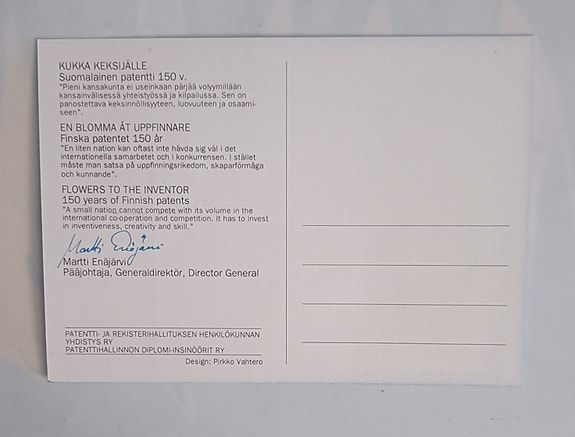 KUKKA KEKSIJÄLLE
Suomalainen patentti 150 v.
"Pieni kansakunta ei useinkaan pärjää volyymillään
kansainvälisessä yhteistyössä ja kilpailussa. Sen on
panostettava keksinnöllisyyteen, luovuuteen ja osaami-
seen".
EN BLOMMA ÅT UPPFINNARE
Finska patentet 150 år
"En liten nation kan oftast inte hävda sig väl i det
internationella samarbetet och i konkurrensen. I stället
måste man satsa på uppfinningsrikedom, skaparförmåga
och kunnande".
FLOWERS TO THE INVENTOR
150 years of Finnish patents
"A small nation cannot compete with its volume in the
international co-operation and competition. It has to invest
in inventiveness, creativity and skill."
Martti Enäjärvi
Martti Enäjärvi
Pääjohtaja, Generaldirektör, Director General
PATENTTI- JA REKISTERIHALLITUKSEN HENKILÖKUNNAN
YHDISTYS RY
PATENTTIHALLINNON DIPLOMI-INSINÖÖRIT RY
Design: Pirkko Vahtero